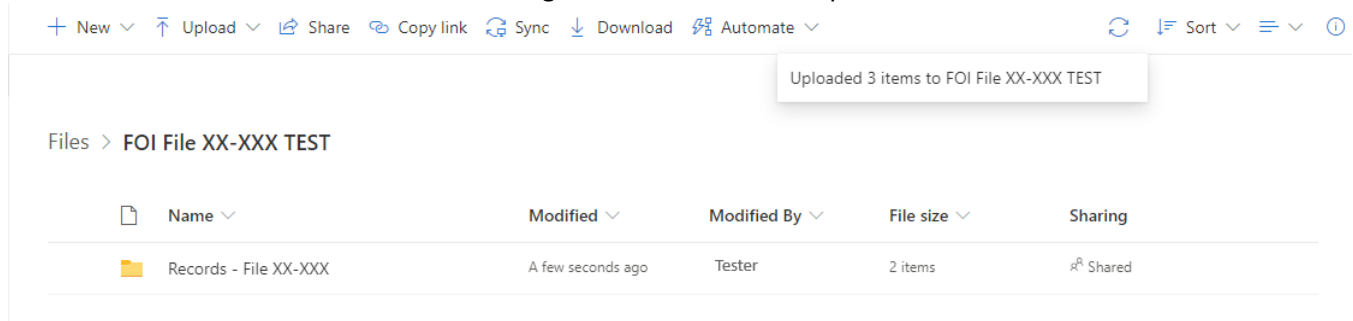 New Upload Share Copy link Sync Download Automate Sort
Uploaded 3 items to FOI File XX-XXX TEST
Files > FOI File XX-XXX TEST
Name Modified Modified By File size Sharing
Records - File XX-XXX A few seconds ago Tester 2 items Shared